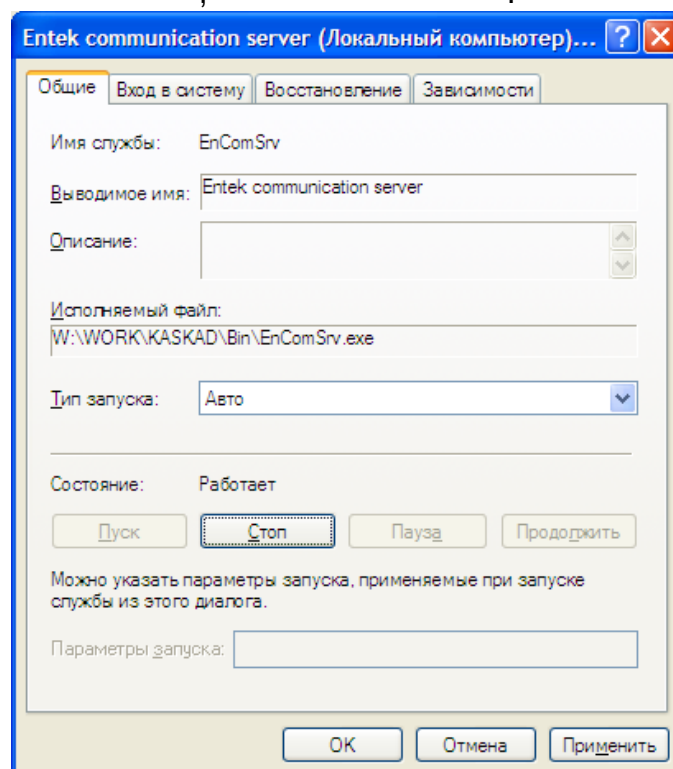 Entek communication server (Локальный компьютер)...
Общие Вход в систему Восстановление Зависимости
Имя службы: EnComSrv
Выводимое имя: Entek communication server
Описание:
Исполняемый файл:
W:\WORK\KASKAD\Bin\EnComSrv.exe
Тип запуска: Авто
Состояние: Работает
Пуск Стоп Пауза Продолжить
Можно указать параметры запуска, применяемые при запуске
службы из этого диалога.
Параметры запуска:
OK Отмена Применить